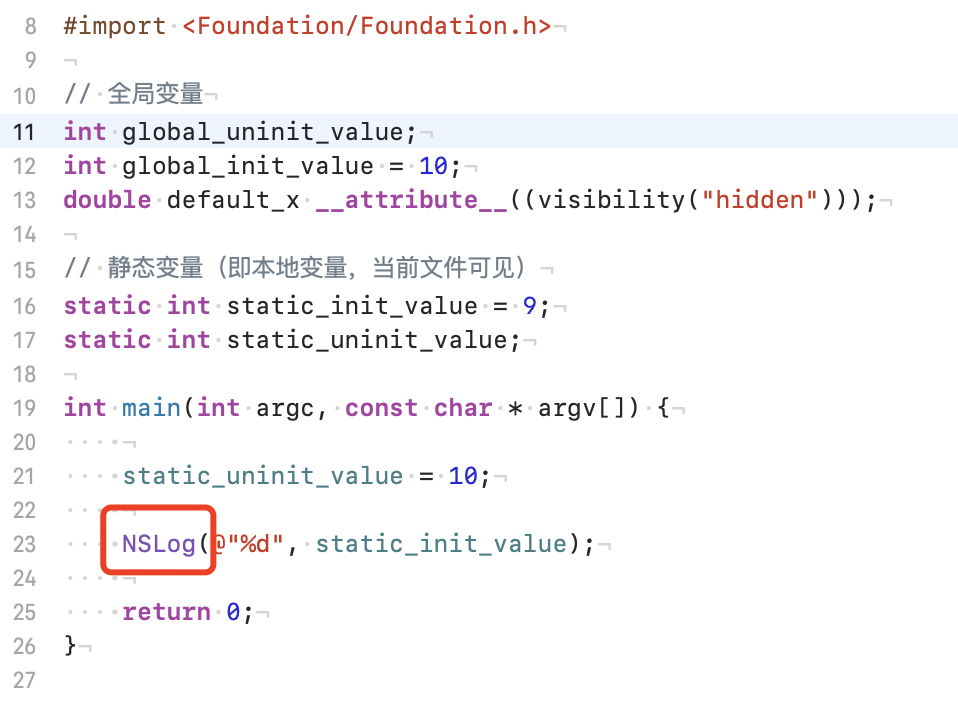 8 #import <Foundation/Foundation.h>¬
9 ¬
10 // 全局变量¬
11 int global_uninit_value;¬
12 int global_init_value = 10;¬
13 double default_x __attribute__((visibility("hidden")));¬
14 ¬
15 // 静态变量（即本地变量，当前文件可见）¬
16 static int static_init_value = 9;¬
17 static int static_uninit_value;¬
18 ¬
19 int main(int argc, const char * argv[]) {¬
20 ····¬
21 ····static_uninit_value = 10;¬
22 ····¬
23 ····NSLog(@"%d", static_init_value);¬
24 ····¬
25 ····return 0;¬
26 }¬
27